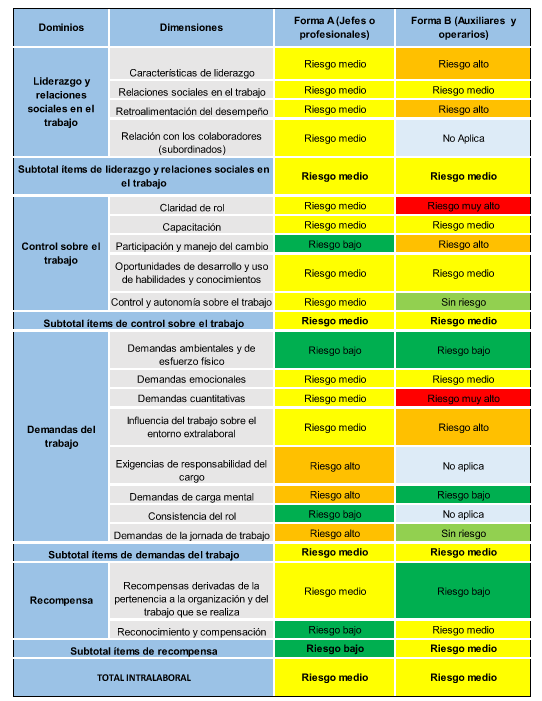 Dominios Dimensiones Forma A (Jefes o profesionales) Forma B (Auxiliares y operarios)
Liderazgo y relaciones sociales en el trabajo
Características de liderazgo Riesgo medio Riesgo alto
Relaciones sociales en el trabajo Riesgo medio Riesgo medio
Retroalimentación del desempeño Riesgo medio Riesgo alto
Relación con los colaboradores (subordinados) Riesgo medio No Aplica
Subtotal items de liderazgo y relaciones sociales en el trabajo Riesgo medio Riesgo medio
Control sobre el trabajo
Claridad de rol Riesgo medio Riesgo muy alto
Capacitación Riesgo medio Riesgo medio
Participación y manejo del cambio Riesgo bajo Riesgo alto
Oportunidades de desarrollo y uso de habilidades y conocimientos Riesgo medio Riesgo medio
Control y autonomía sobre el trabajo Riesgo medio Sin riesgo
Subtotal ítems de control sobre el trabajo Riesgo medio Riesgo medio
Demandas del trabajo
Demandas ambientales y de esfuerzo físico Riesgo bajo Riesgo bajo
Demandas emocionales Riesgo medio Riesgo medio
Demandas cuantitativas Riesgo medio Riesgo muy alto
Influencia del trabajo sobre el entorno extralaboral Riesgo medio Riesgo alto
Exigencias de responsabilidad del cargo Riesgo alto No aplica
Demandas de carga mental Riesgo alto Riesgo bajo
Consistencia del rol Riesgo bajo No aplica
Demandas de la jornada de trabajo Riesgo alto Sin riesgo
Subtotal ítems de demandas del trabajo Riesgo medio Riesgo medio
Recompensa
Recompensas derivadas de la pertenencia a la organización y del trabajo que se realiza Riesgo medio Riesgo bajo
Reconocimiento y compensación Riesgo bajo Riesgo medio
Subtotal ítems de recompensa Riesgo bajo Riesgo medio
TOTAL INTRALABORAL Riesgo medio Riesgo medio